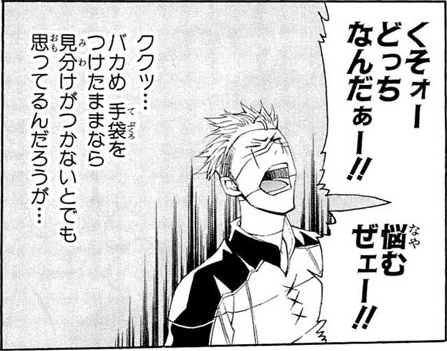 くそォー
どっち
なんだぁー!!
悩む
ぜェー!!
ククッ…
バカめ 手袋を
つけたままなら
見分けがつかないとでも
思ってるんだろうが…